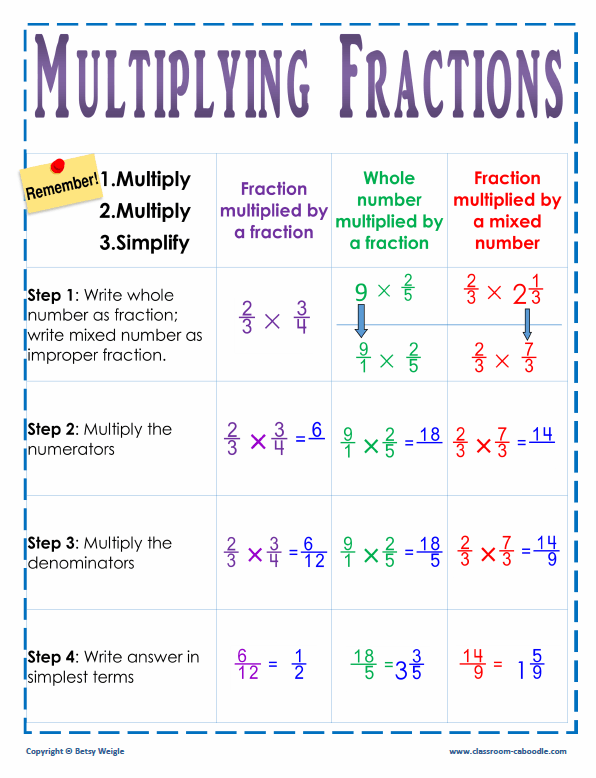 MULTIPLYING FRACTIONS
Remember!
1.Multiply
2.Multiply
3.Simplify
Fraction
multiplied by
a fraction
Whole
number
multiplied by
a fraction
Fraction
multiplied by
a mixed
number
Step 1: Write whole
number as fraction;
write mixed number as
improper fraction.
2/3 × 3/4
9 × 2/5
9/1 × 2/5
2/3 × 2 1/3
2/3 × 7/3
Step 2: Multiply the
numerators
2/3 × 3/4 = 6/
9/1 × 2/5 = 18/
2/3 × 7/3 = 14/
Step 3: Multiply the
denominators
2/3 × 3/4 = 6/12
9/1 × 2/5 = 18/5
2/3 × 7/3 = 14/9
Step 4: Write answer in
simplest terms
6/12 = 1/2
18/5 = 3 3/5
14/9 = 1 5/9
Copyright © Betsy Weigle
www.classroom-caboodle.com